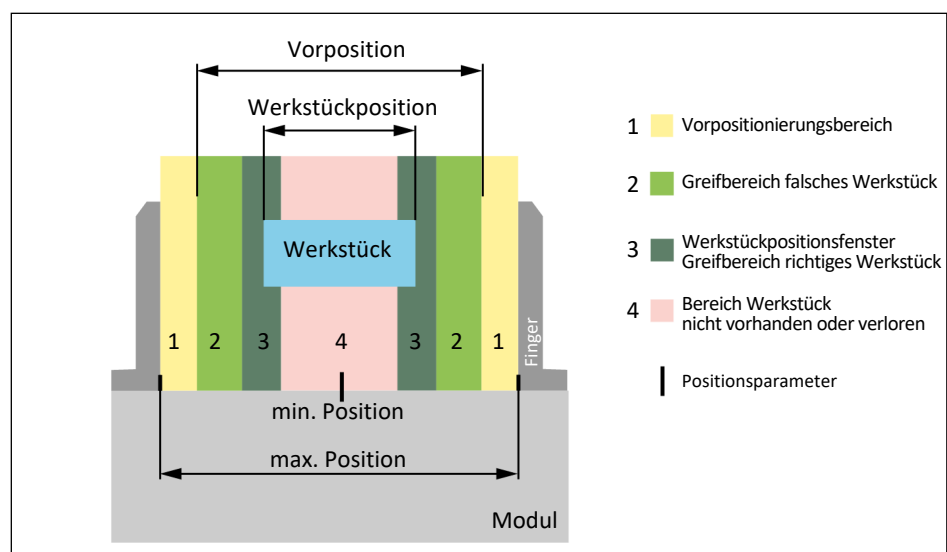 Vorposition
Werkstückposition
Werkstück
1 2 3 4 3 2 1
Finger
min. Position
max. Position
Modul
1 Vorpositionierungsbereich
2 Greifbereich falsches Werkstück
3 Werkstückpositionsfenster
Greifbereich richtiges Werkstück
4 Bereich Werkstück
nicht vorhanden oder verloren
Positionsparameter